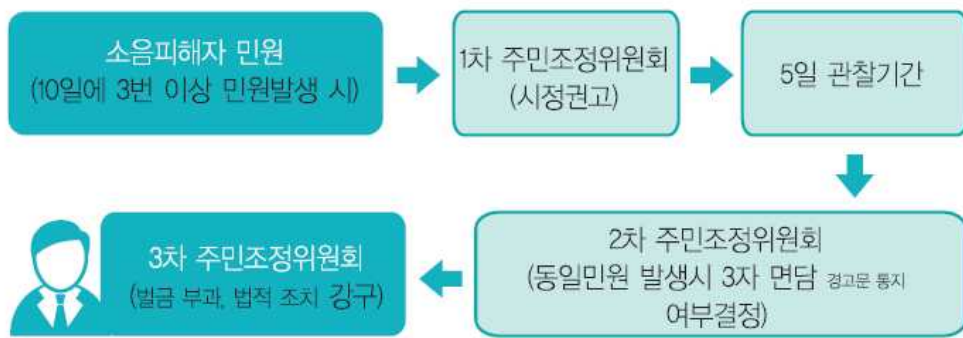 소음피해자 민원
(10일에 3번 이상 민원발생 시)
1차 주민조정위원회
(시정권고)
5일 관찰기간
2차 주민조정위원회
(동일민원 발생시 3자 면담 경고문 통지
여부결정)
3차 주민조정위원회
(벌금 부과, 법적 조치 강구)